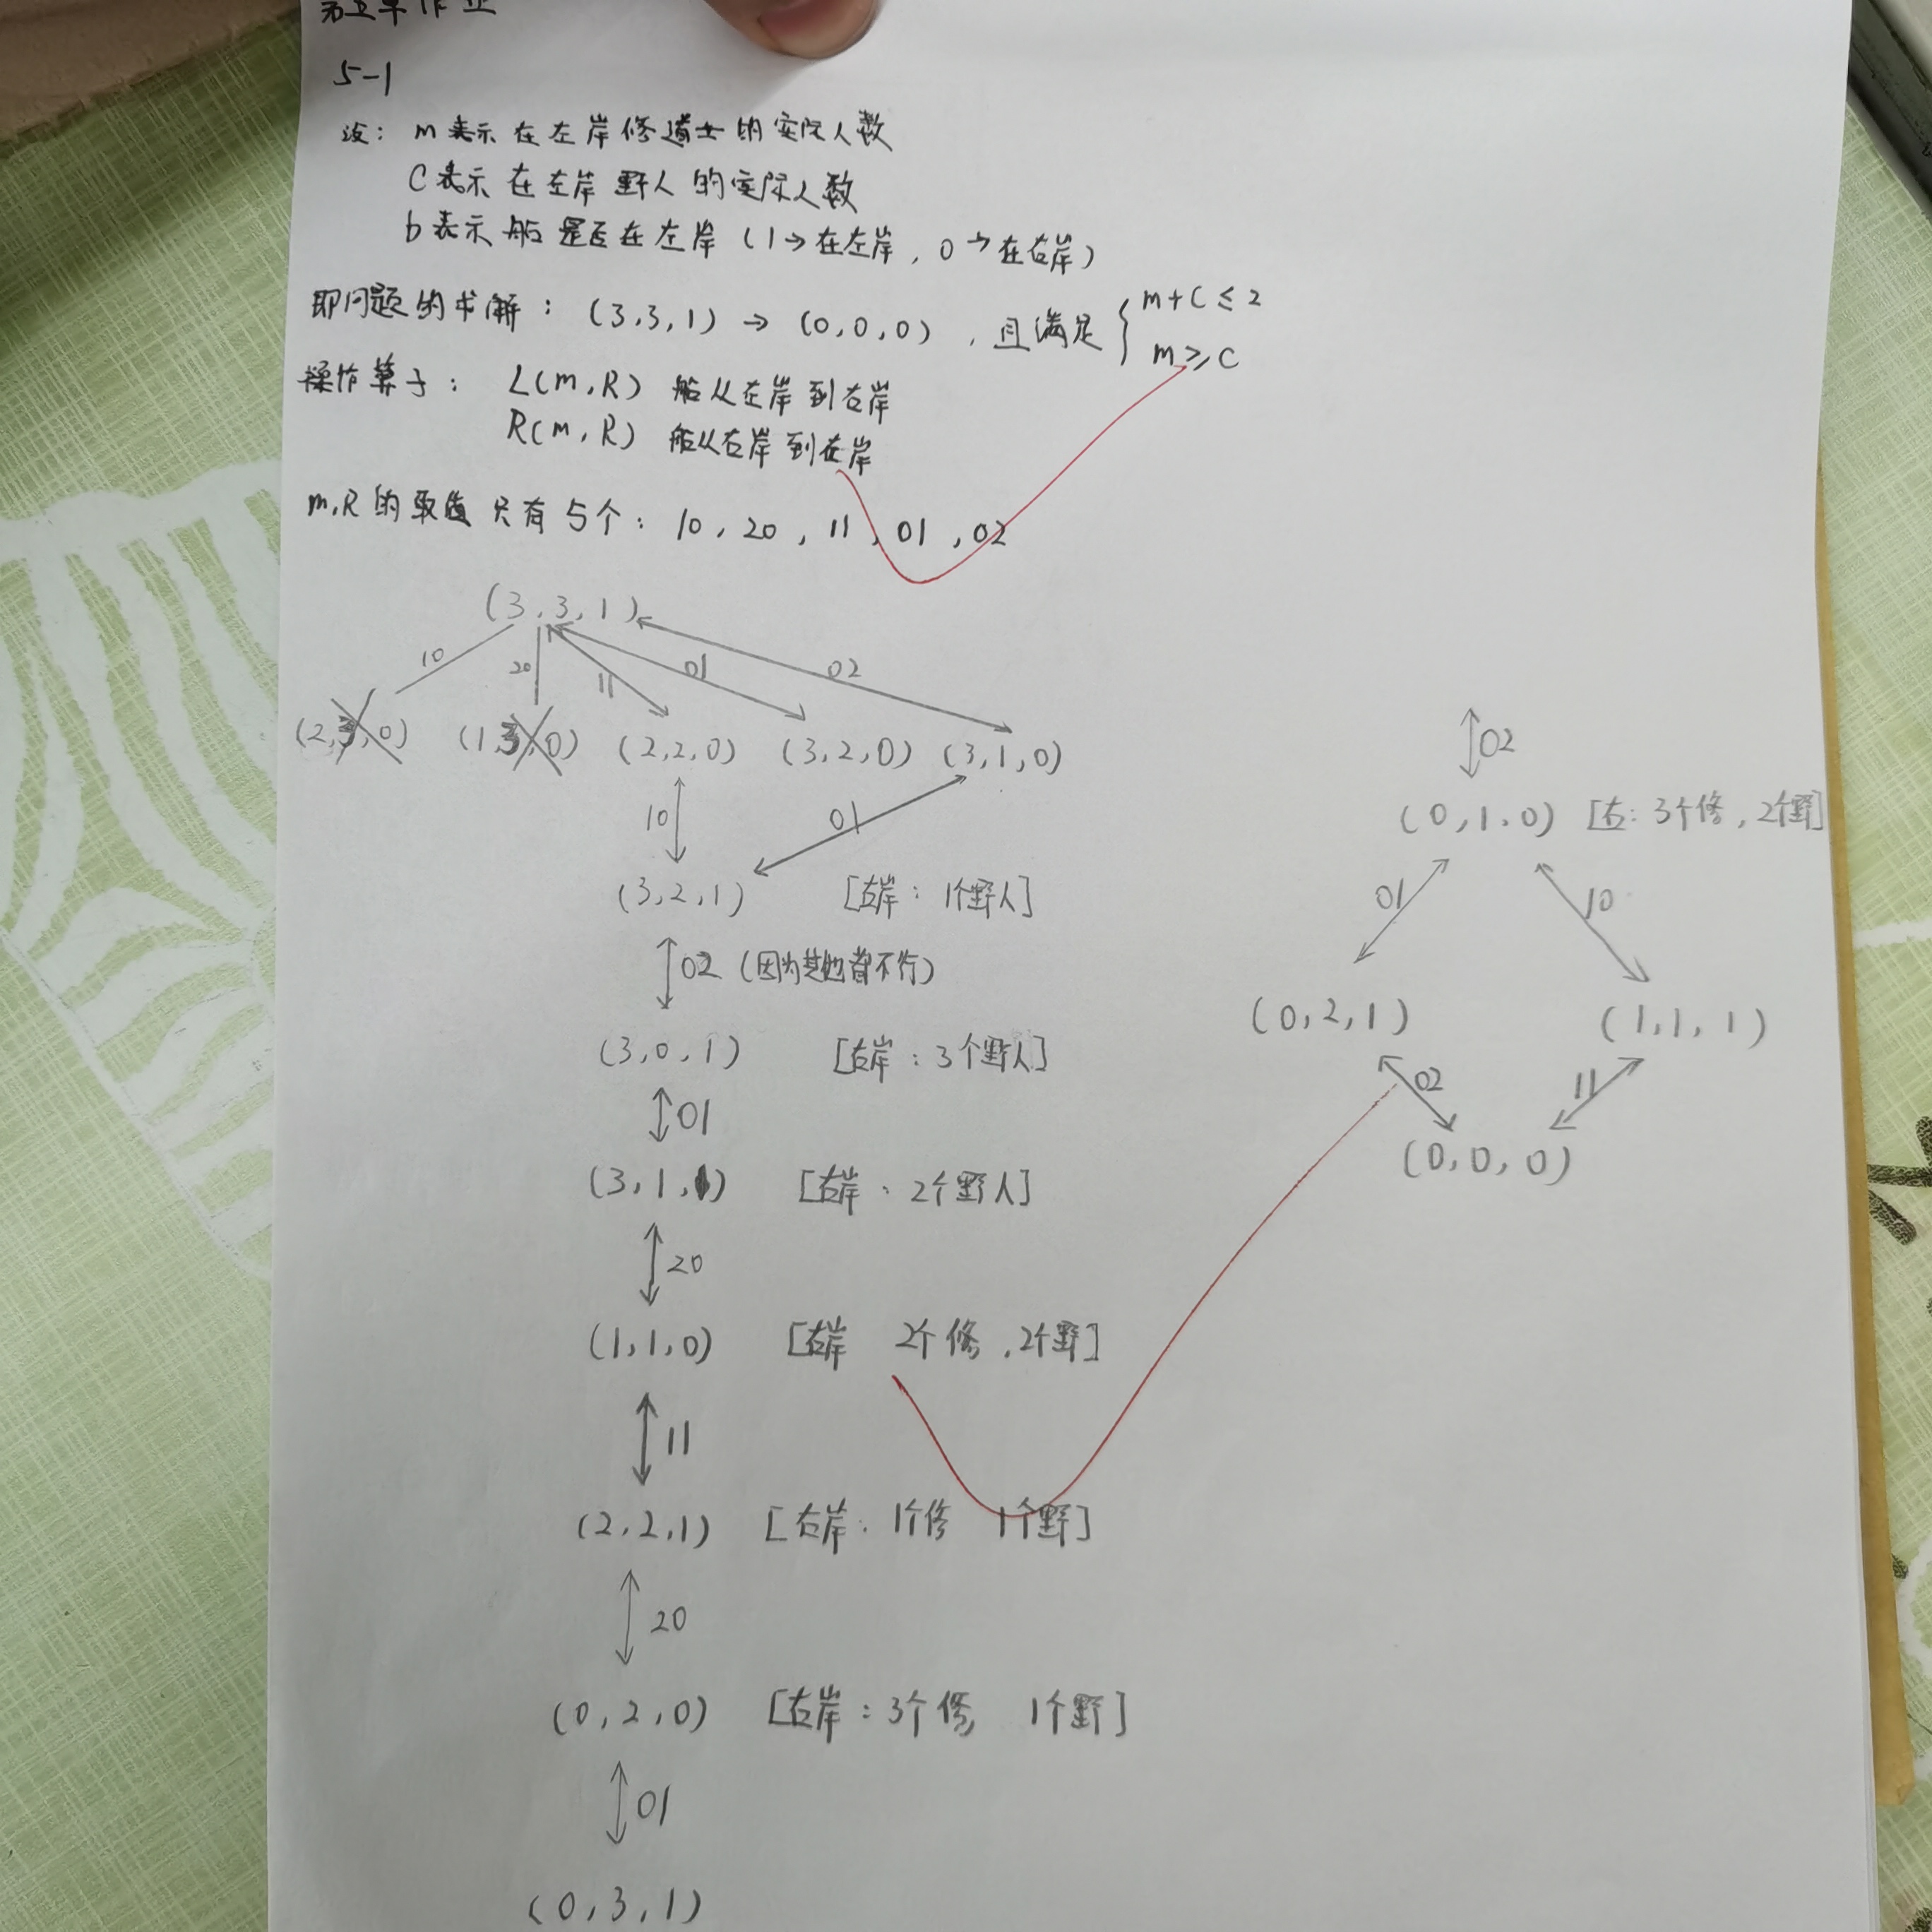 第五章作业
5-1
设: m表示在左岸修道士的实际人数
C表示在左岸野人的实际人数
b表示船是否在左岸 (1→在左岸, 0→在右岸)
即问题的求解: (3,3,1) → (0,0,0), 且满足 { m+C≤2
m≥C
操作算子: L(m,R) 船从左岸到右岸
R(m,R) 船从右岸到左岸
m,R的取值只有5个: 10, 20, 11, 01, 02
(3,3,1)
10 20 11 01 02
(2,3,0) (1,3,0) (2,2,0) (3,2,0) (3,1,0)
10 01
(3,2,1) [右岸: 1个野人]
02 (因为其他都不行)
(3,0,1) [右岸: 3个野人]
01
(3,1,1) [右岸: 2个野人]
20
(1,1,0) [右岸 2个修, 2个野]
11
(2,2,1) [右岸: 1个修 1个野]
20
(0,2,0) [右岸: 3个修 1个野]
01
(0,3,1)
02
(0,1,0) [右: 3个修, 2个野]
01 10
(0,2,1) (1,1,1)
02 11
(0,0,0)